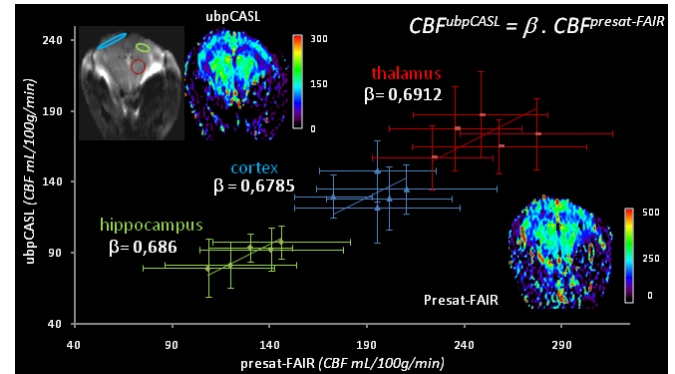 ubpCASL
CBF^ubpCASL = β . CBF^presat-FAIR
300
150
0
thalamus
β= 0,6912
cortex
β = 0,6785
hippocampus
β= 0,686
500
250
0
Presat-FAIR
ubpCASL (CBF mL/100g/min)
240
190
140
90
40
40
90
140
190
240
290
presat-FAIR (CBF mL/100g/min)